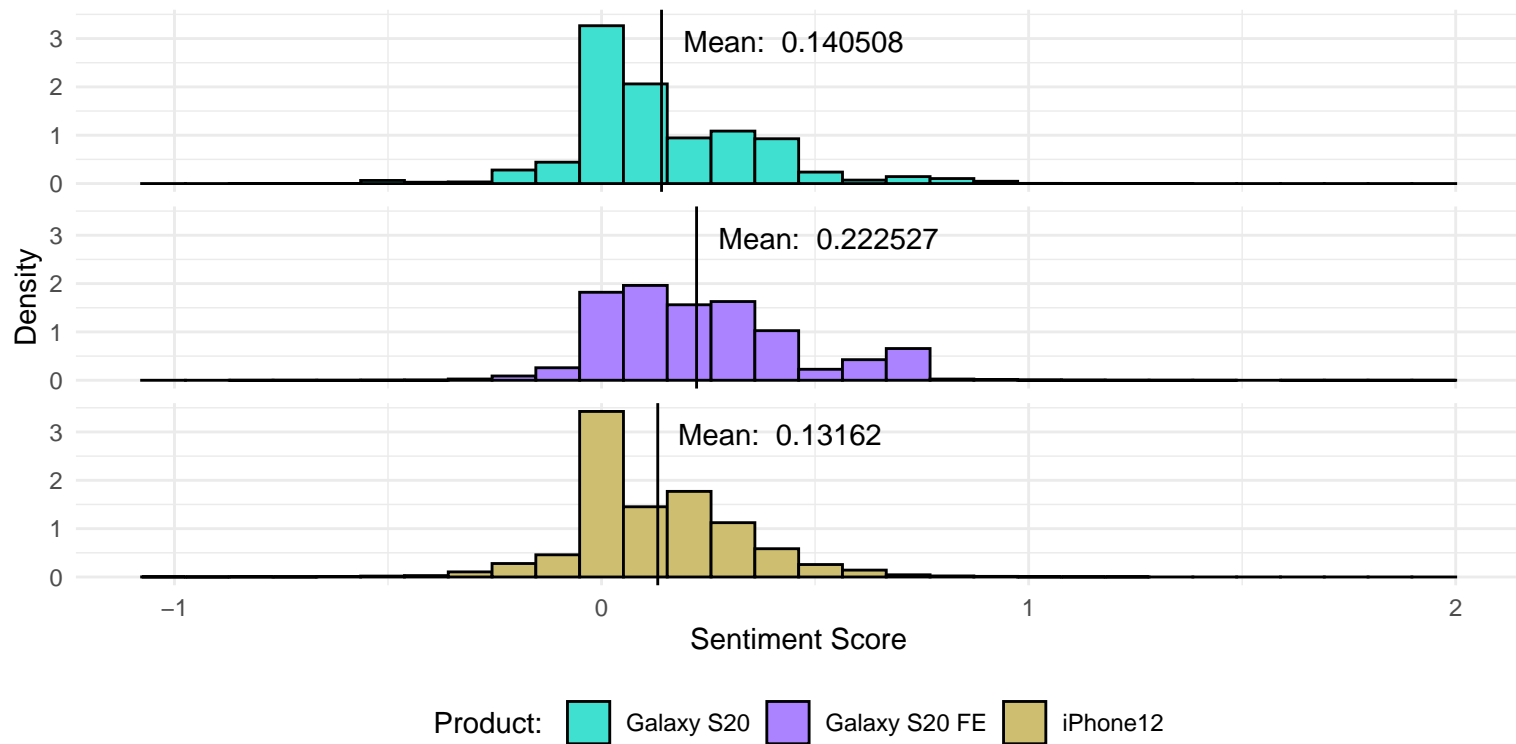 3
2
1
0
Mean: 0.140508
3
2
1
0
Mean: 0.222527
3
2
1
0
Mean: 0.13162
Density
−1 0 1 2
Sentiment Score
Product: Galaxy S20 Galaxy S20 FE iPhone12